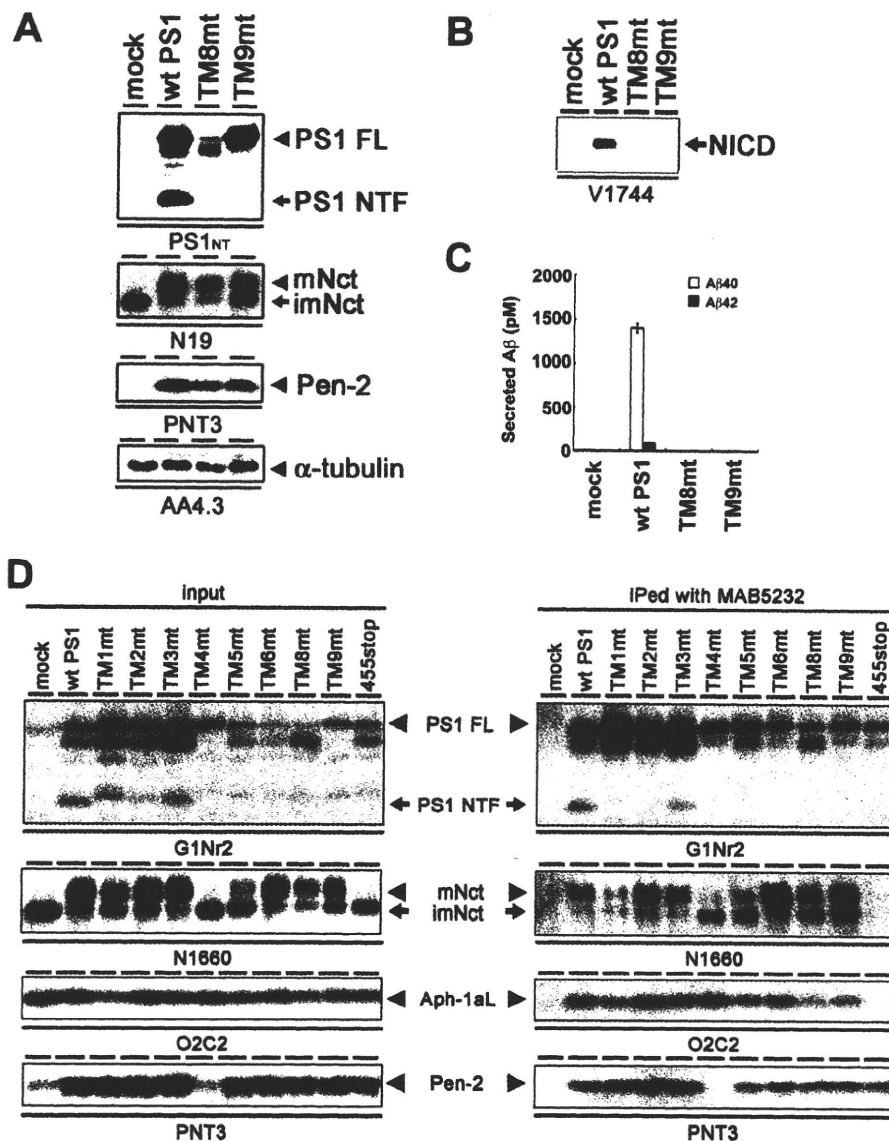 A
mock
wt PS1
TM8mt
TM9mt
PS1 FL
PS1 NTF
PS1NT
mNct
imNct
N19
Pen-2
PNT3
α-tubulin
AA4.3
B
mock
wt PS1
TM8mt
TM9mt
NICD
V1744
C
Secreted Aβ (pM)
2000
1500
1000
500
0
Aβ40
Aβ42
mock
wt PS1
TM8mt
TM9mt
D
input
mock
wt PS1
TM1mt
TM2mt
TM3mt
TM4mt
TM5mt
TM6mt
TM8mt
TM9mt
455stop
IPed with MAB5232
mock
wt PS1
TM1mt
TM2mt
TM3mt
TM4mt
TM5mt
TM6mt
TM8mt
TM9mt
455stop
PS1 FL
PS1 NTF
G1Nr2
G1Nr2
mNct
imNct
N1660
N1660
Aph-1aL
O2C2
O2C2
Pen-2
PNT3
PNT3